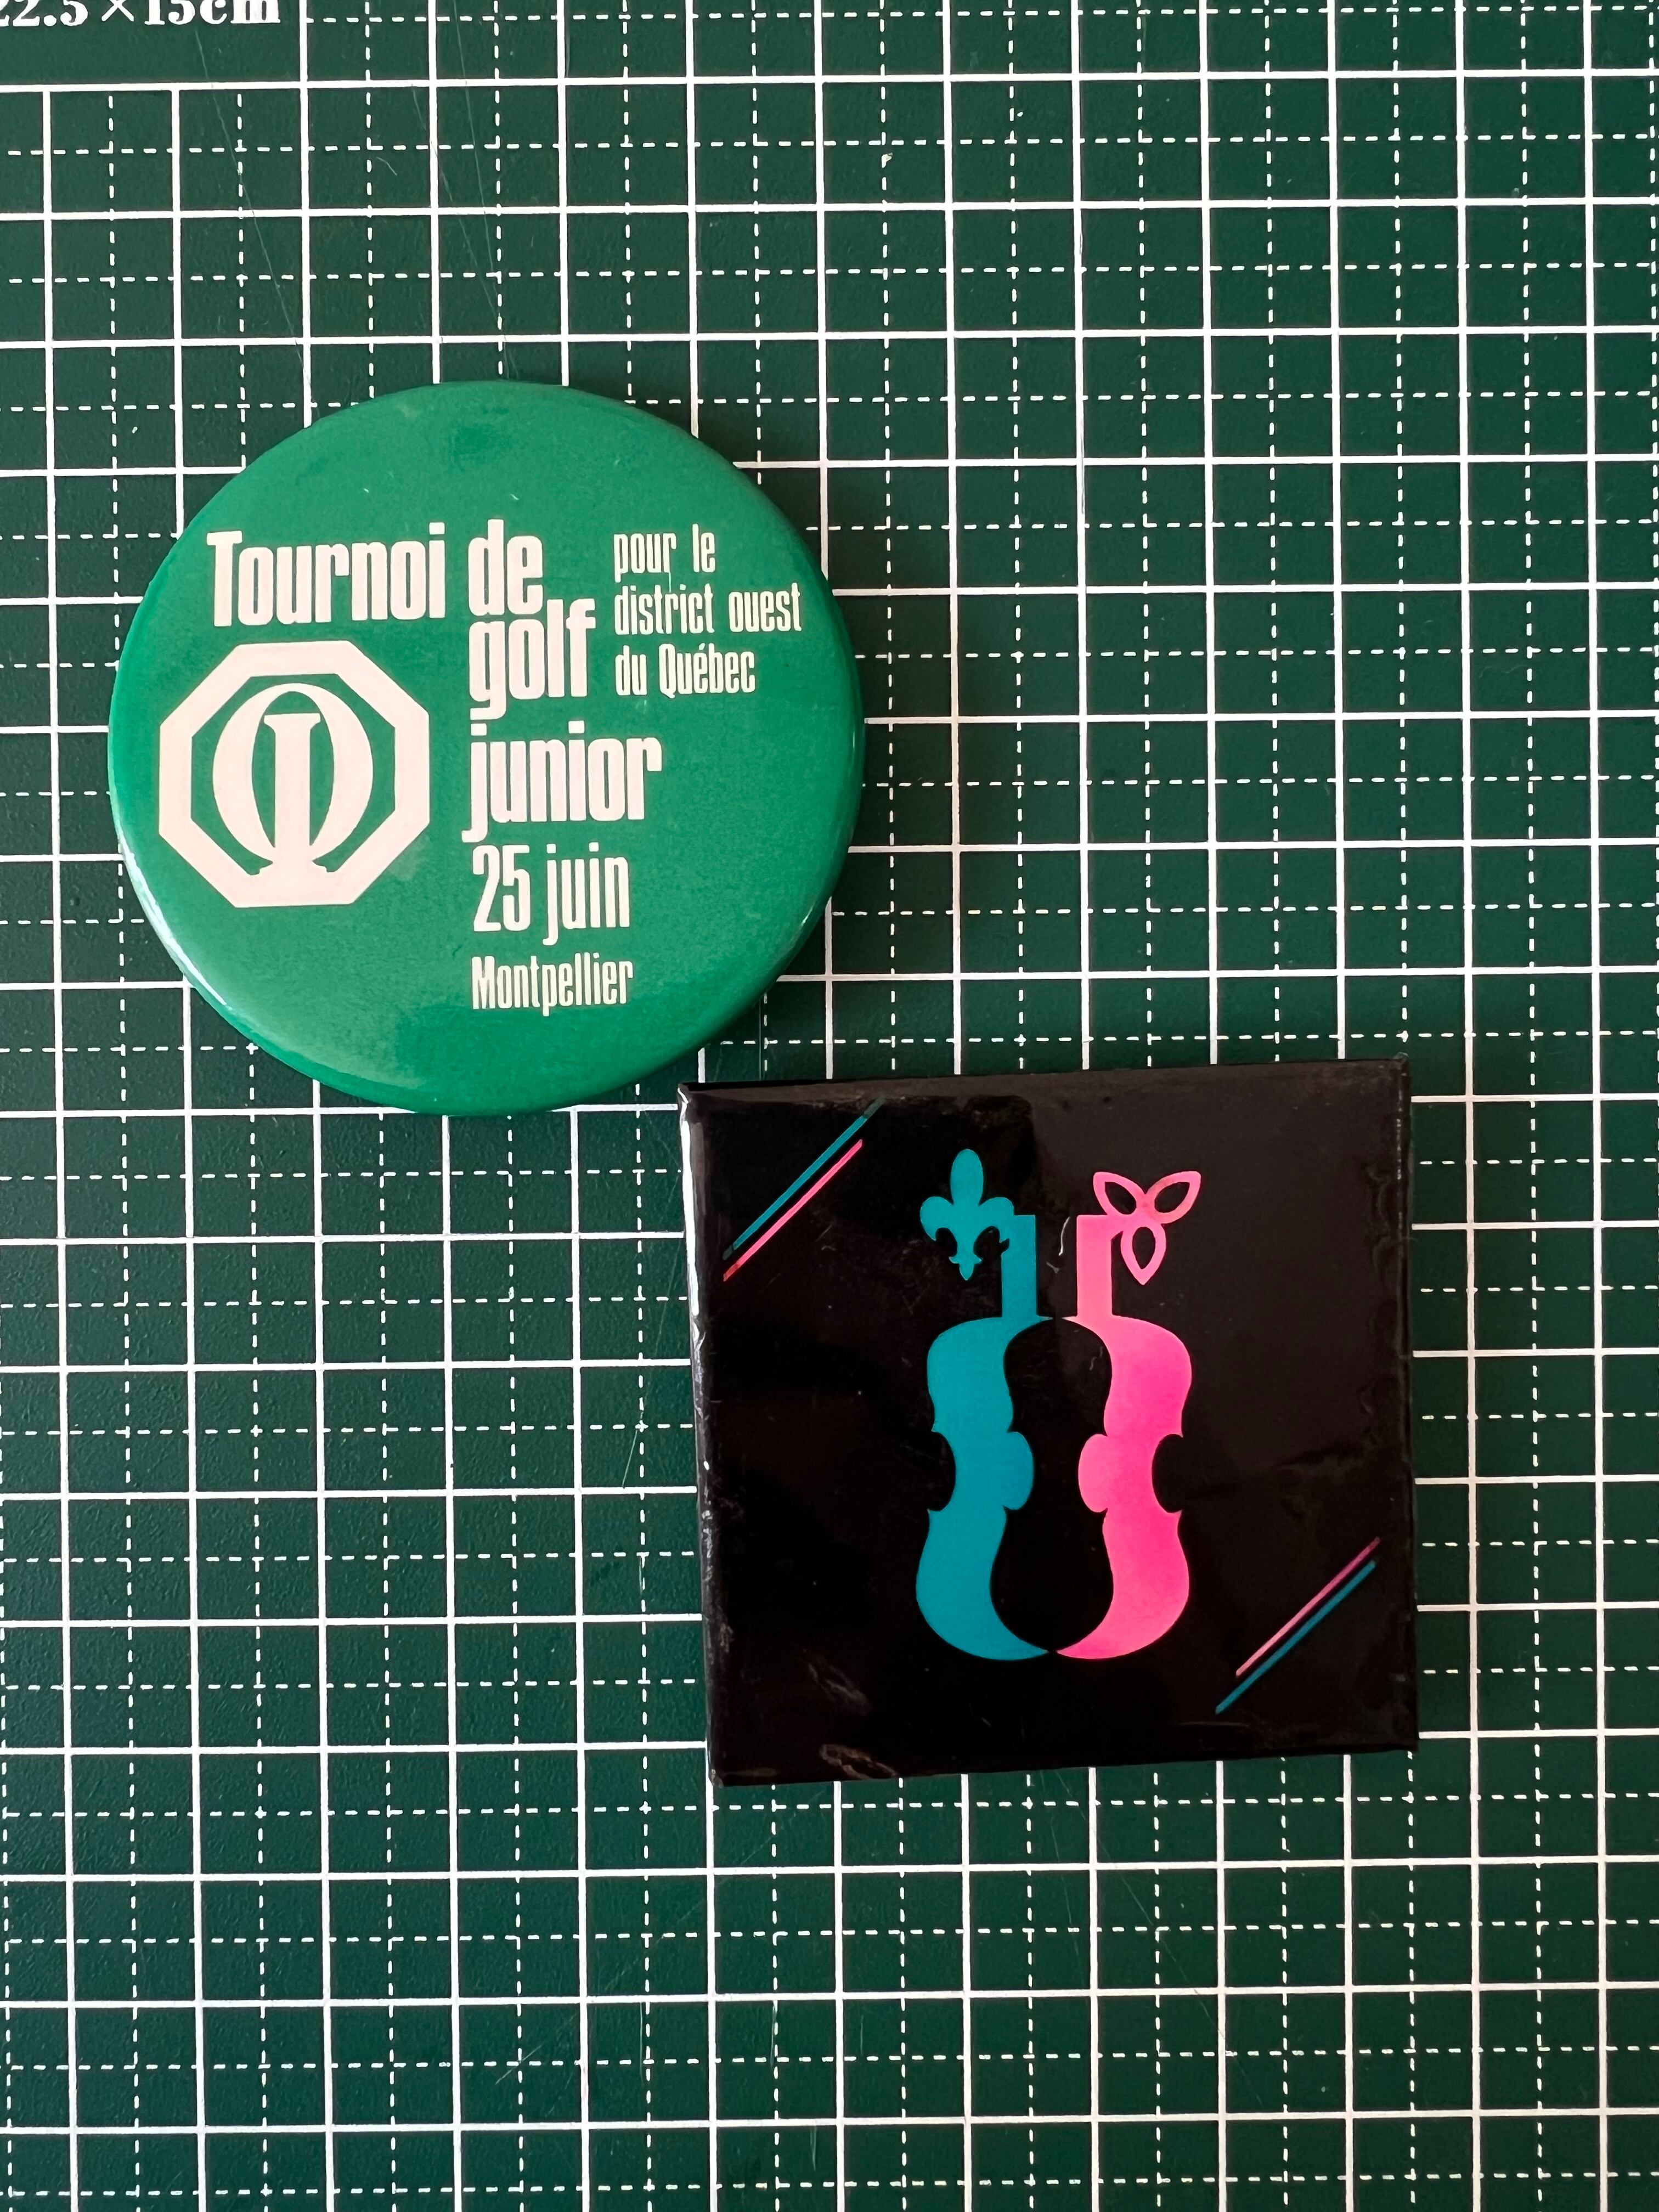 22.5×15cm
Tournoi de
golf
junior
pour le
district ouest
du Québec
25 juin
Montpellier